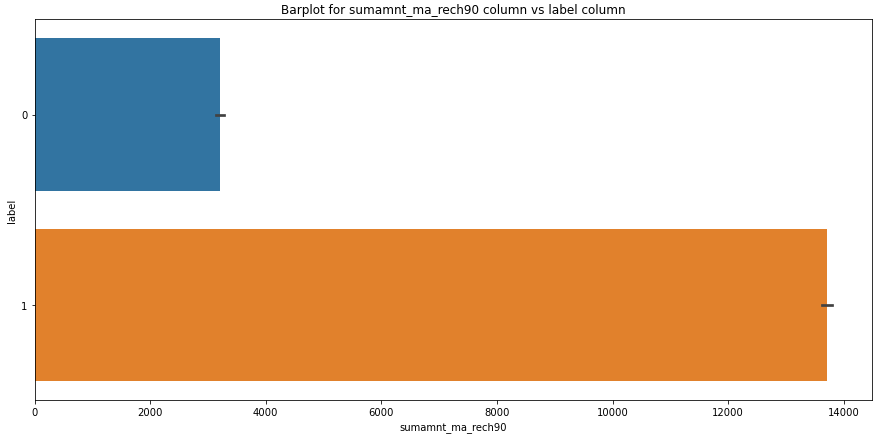 Barplot for sumamnt_ma_rech90 column vs label column
label
0
1
0 2000 4000 6000 8000 10000 12000 14000
sumamnt_ma_rech90